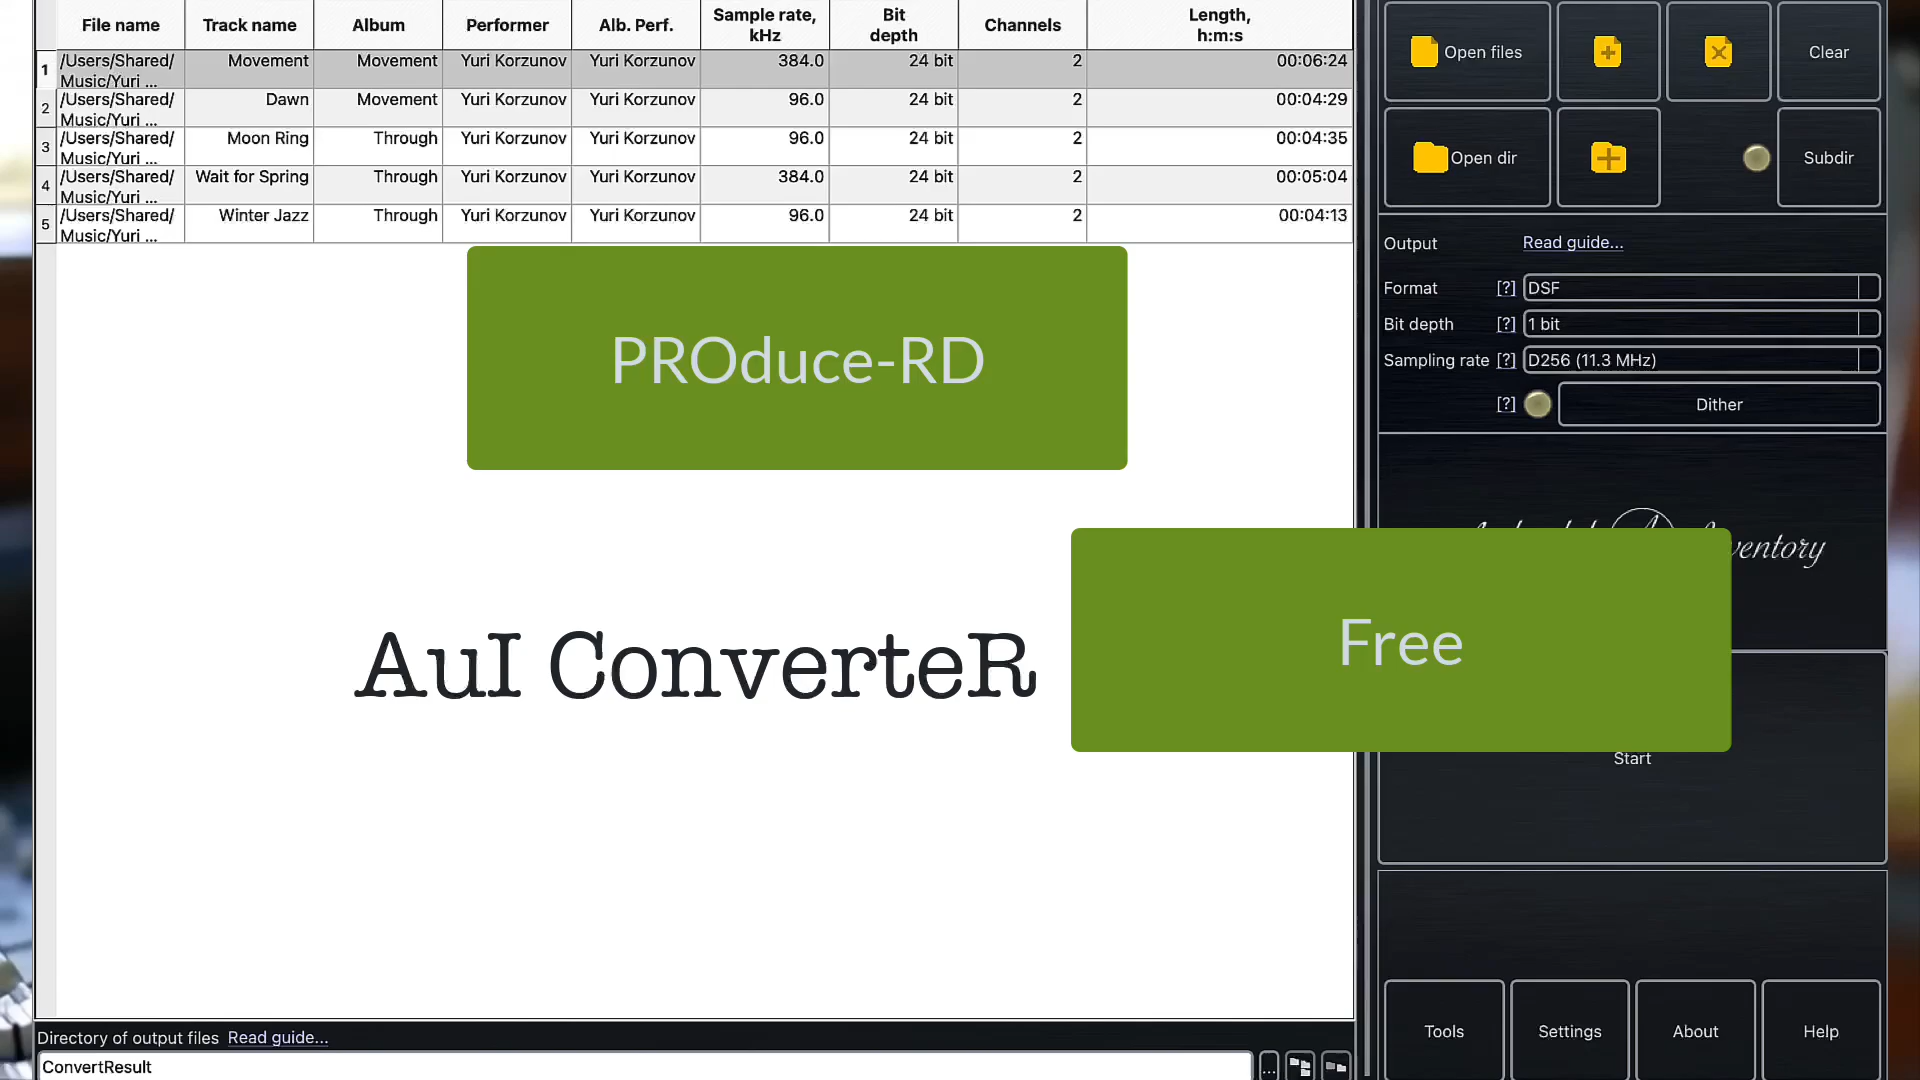 File name Track name Album Performer Alb. Perf. Sample rate, kHz Bit depth Channels Length, h:m:s
1 /Users/Shared/ Music/Yuri ... Movement Movement Yuri Korzunov Yuri Korzunov 384.0 24 bit 2 00:06:24
2 /Users/Shared/ Music/Yuri ... Dawn Movement Yuri Korzunov Yuri Korzunov 96.0 24 bit 2 00:04:29
3 /Users/Shared/ Music/Yuri ... Moon Ring Through Yuri Korzunov Yuri Korzunov 96.0 24 bit 2 00:04:35
4 /Users/Shared/ Music/Yuri ... Wait for Spring Through Yuri Korzunov Yuri Korzunov 384.0 24 bit 2 00:05:04
5 /Users/Shared/ Music/Yuri ... Winter Jazz Through Yuri Korzunov Yuri Korzunov 96.0 24 bit 2 00:04:13
PROduce-RD
AuI ConverteR
Free
Open files
Clear
Open dir
Subdir
Output Read guide...
Format [?] DSF
Bit depth [?] 1 bit
Sampling rate [?] D256 (11.3 MHz)
[?] Dither
Start
Tools Settings About Help
Directory of output files Read guide...
ConvertResult ...